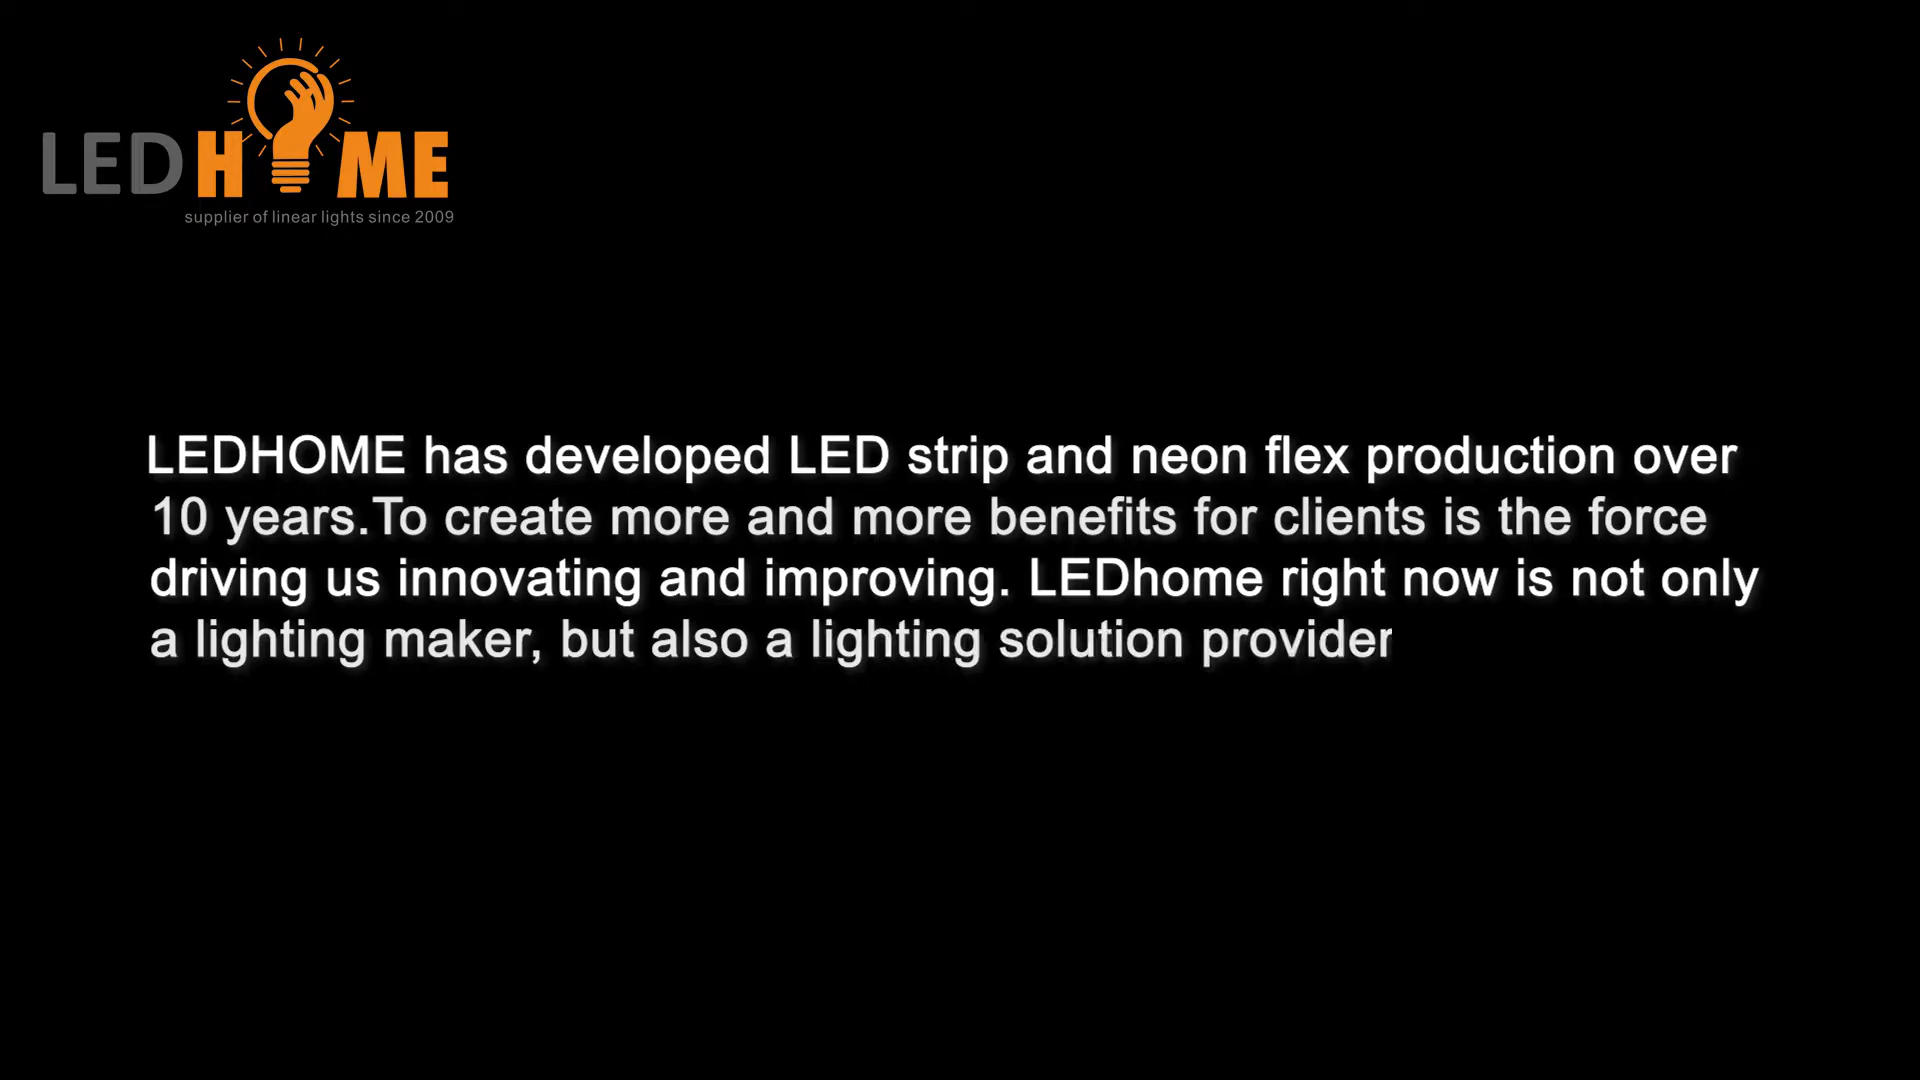 LEDHOME
supplier of linear lights since 2009
LEDHOME has developed LED strip and neon flex production over
10 years.To create more and more benefits for clients is the force
driving us innovating and improving. LEDhome right now is not only
a lighting maker, but also a lighting solution provider